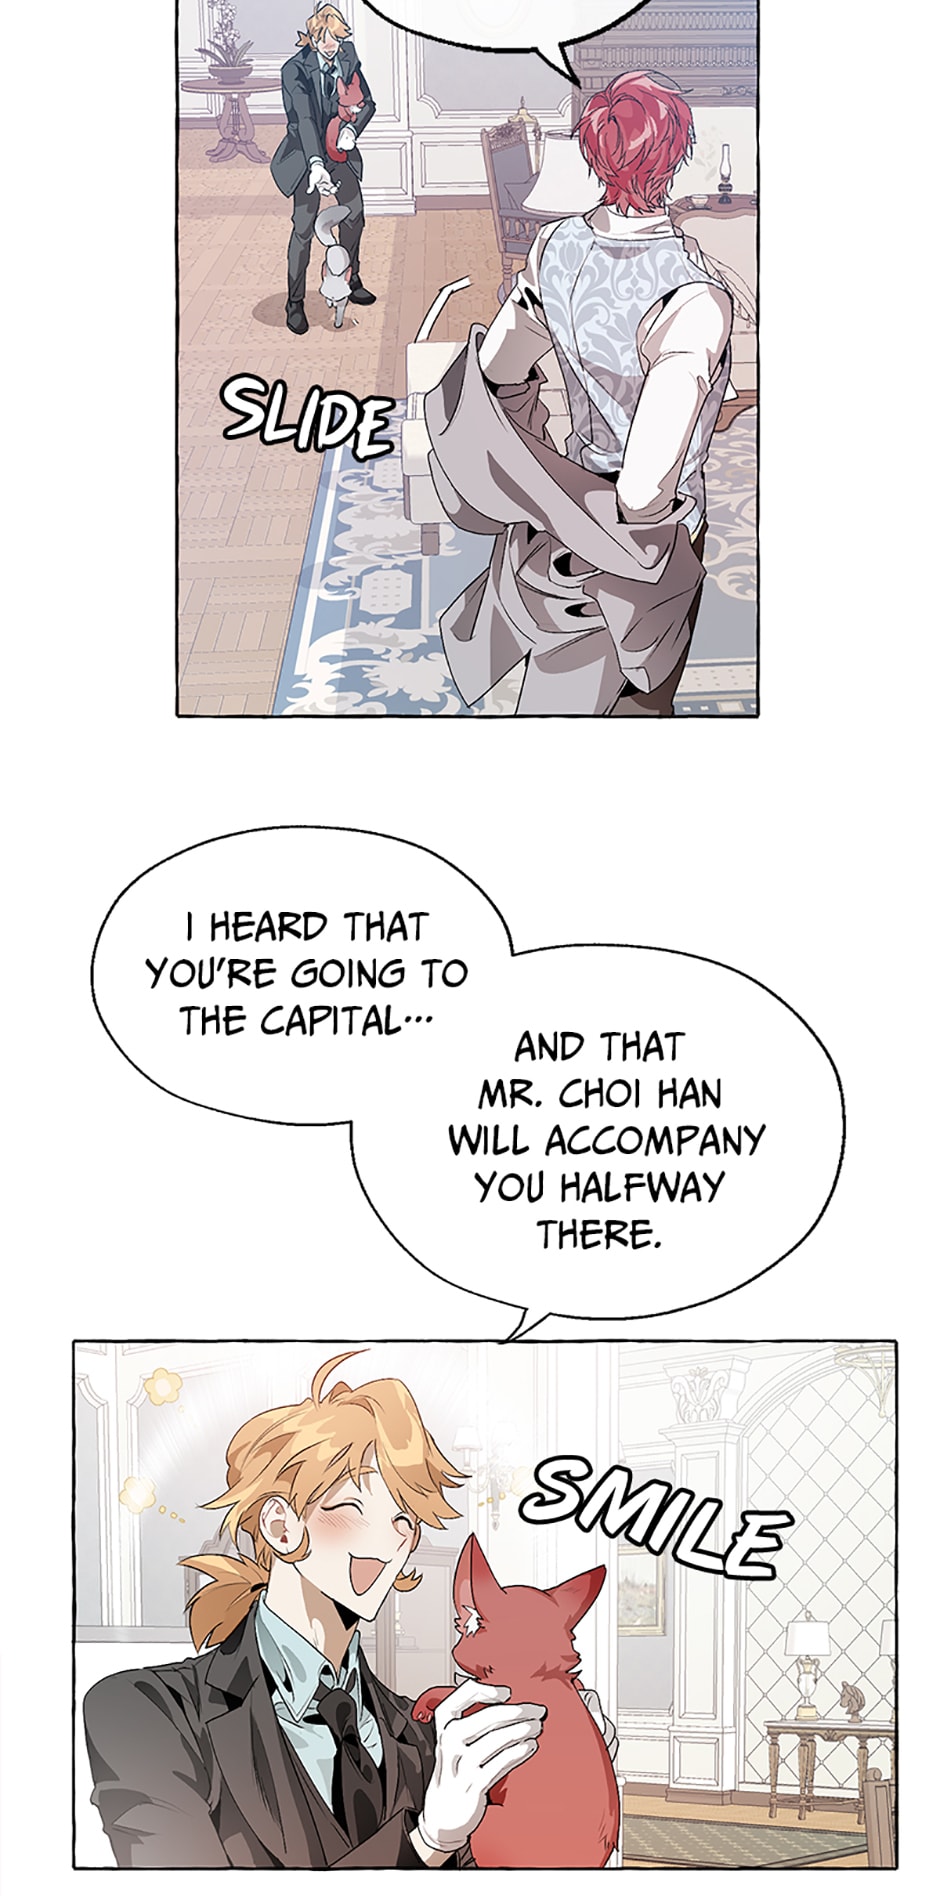 SLIDE
I HEARD THAT
YOU'RE GOING TO
THE CAPITAL...
AND THAT
MR. CHOI HAN
WILL ACCOMPANY
YOU HALFWAY
THERE.
SMILE